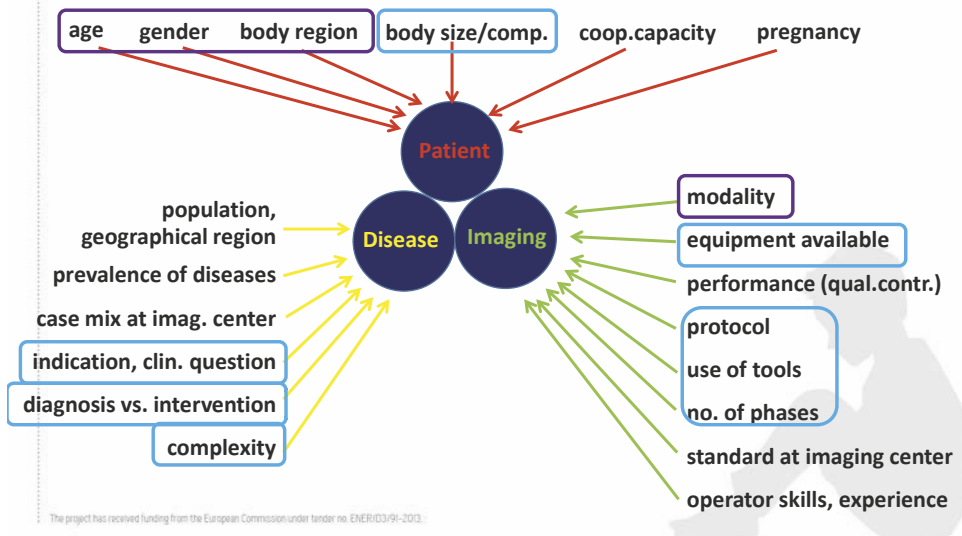 age gender body region body size/comp. coop.capacity pregnancy
Patient
modality
population,
geographical region
Disease Imaging
equipment available
prevalence of diseases
performance (qual.contr.)
case mix at imag. center
protocol
indication, clin. question
use of tools
diagnosis vs. intervention
no. of phases
complexity
standard at imaging center
operator skills, experience
The project has received funding from the European Commission under tender no. ENER/D3/91-2013.